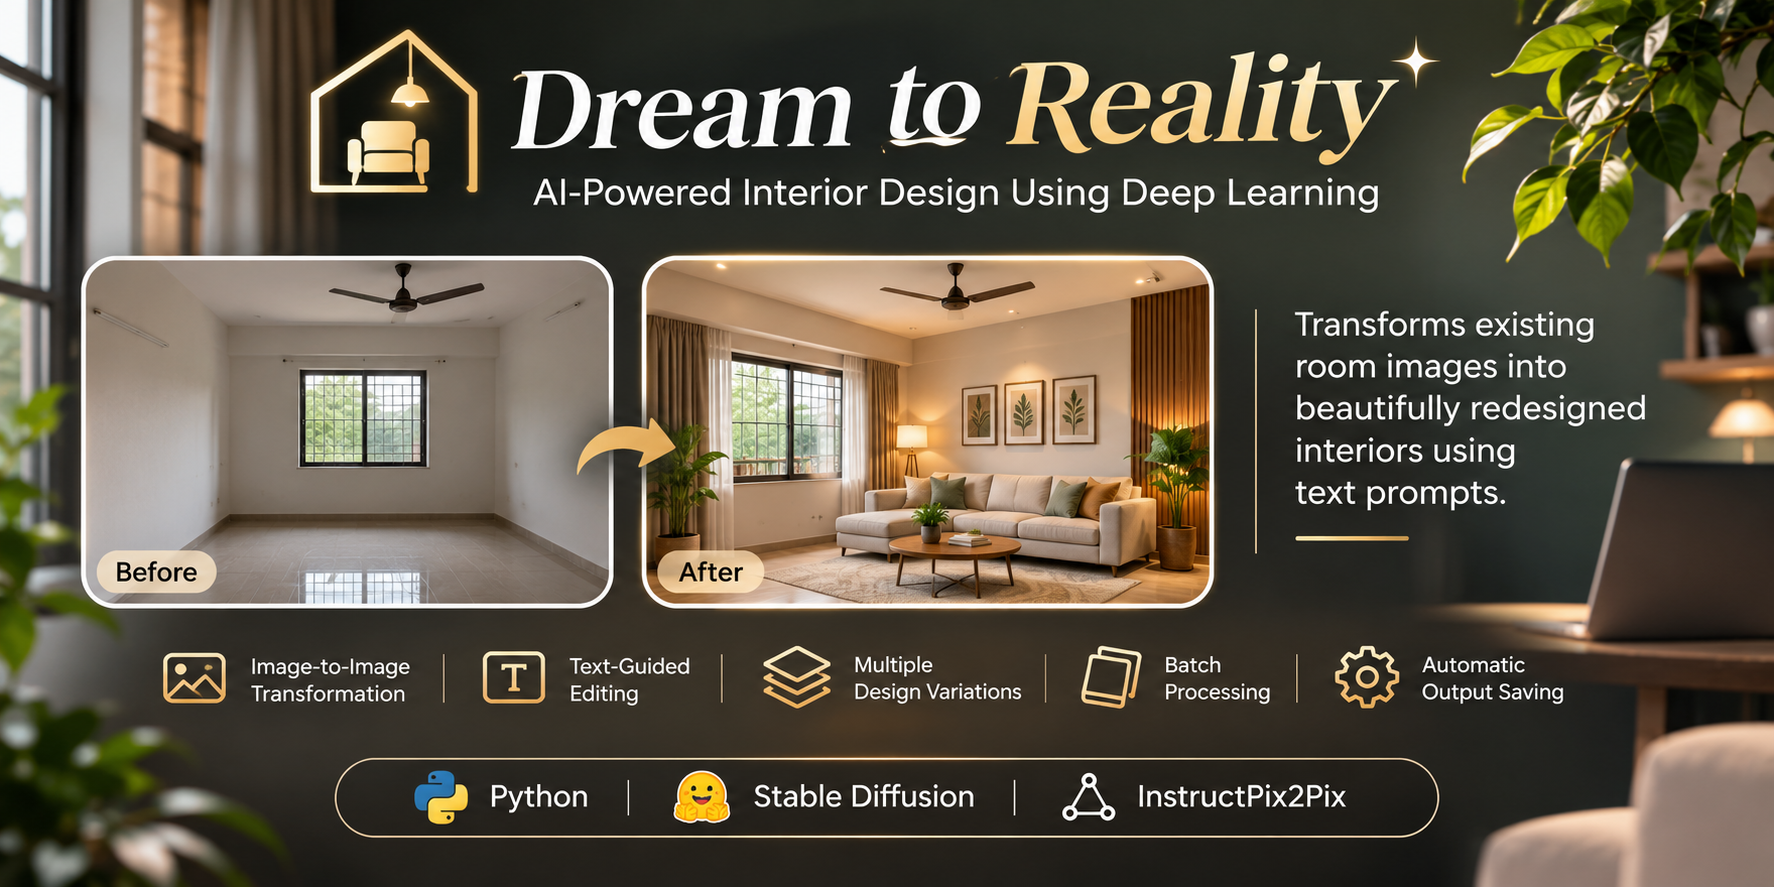 Dream to Reality
AI-Powered Interior Design Using Deep Learning
Before
After
Transforms existing
room images into
beautifully redesigned
interiors using
text prompts.
Image-to-Image
Transformation
T
Text-Guided
Editing
Multiple
Design Variations
Batch
Processing
Automatic
Output Saving
Python
Stable Diffusion
InstructPix2Pix